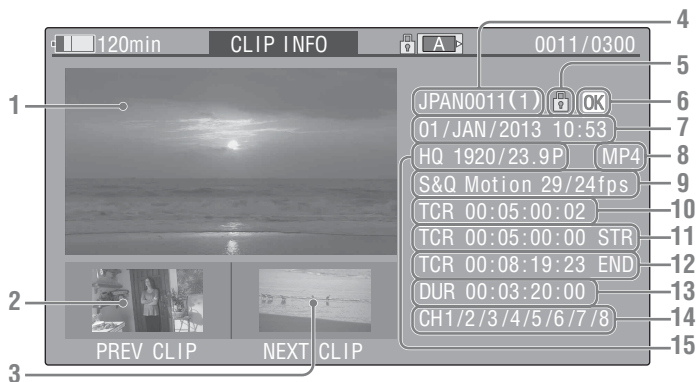 4
120min CLIP INFO A 0011/0300
5
1 JPAN0011(1) OK 6
01/JAN/2013 10:53 7
HQ 1920/23.9P MP4 8
S&Q Motion 29/24fps 9
TCR 00:05:00:02 10
TCR 00:05:00:00 STR 11
2 TCR 00:08:19:23 END 12
DUR 00:03:20:00 13
CH1/2/3/4/5/6/7/8 14
PREV CLIP NEXT CLIP 15
3